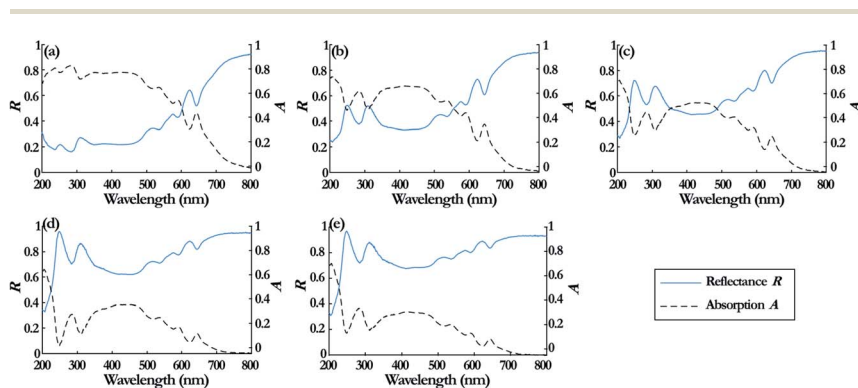 (a) (b) (c)
1 1 1 1 1 1
0.8 0.8 0.8 0.8 0.8 0.8
0.6 0.6 0.6 0.6 0.6 0.6
R A R A R A
0.4 0.4 0.4 0.4 0.4 0.4
0.2 0.2 0.2 0.2 0.2 0.2
0 0 0 0 0 0
200 300 400 500 600 700 800 200 300 400 500 600 700 800 200 300 400 500 600 700 800
Wavelength (nm) Wavelength (nm) Wavelength (nm)
(d) (e)
1 1 1 1
0.8 0.8 0.8 0.8
0.6 0.6 0.6 0.6
R A R A
0.4 0.4 0.4 0.4
0.2 0.2 0.2 0.2
0 0 0 0
200 300 400 500 600 700 800 200 300 400 500 600 700 800
Wavelength (nm) Wavelength (nm)
Reflectance R
Absorption A